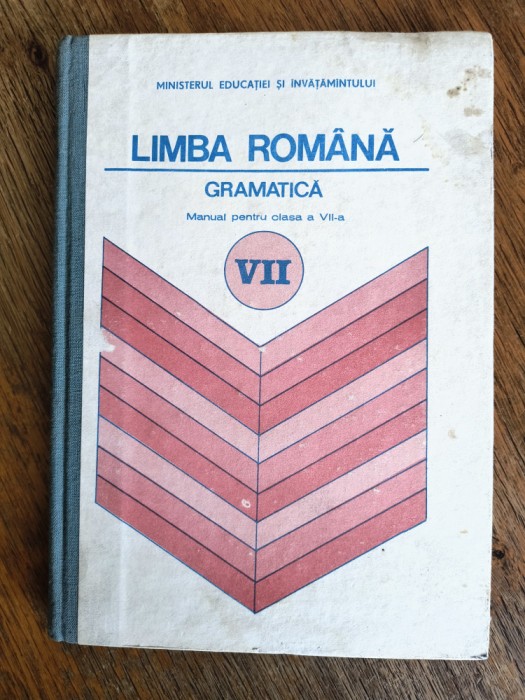 MINISTERUL EDUCAȚIEI ȘI ÎNVĂȚĂMÎNTULUI
LIMBA ROMÂNĂ
GRAMATICĂ
Manual pentru clasa a VII-a
VII